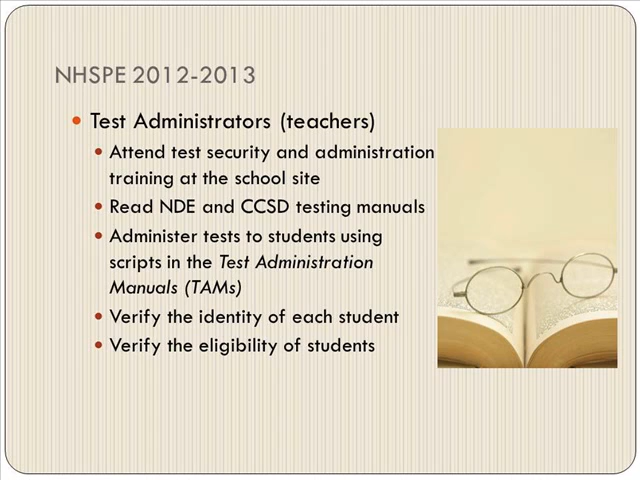 NHSPE 2012-2013
Test Administrators (teachers)
Attend test security and administration
training at the school site
Read NDE and CCSD testing manuals
Administer tests to students using
scripts in the Test Administration
Manuals (TAMs)
Verify the identity of each student
Verify the eligibility of students